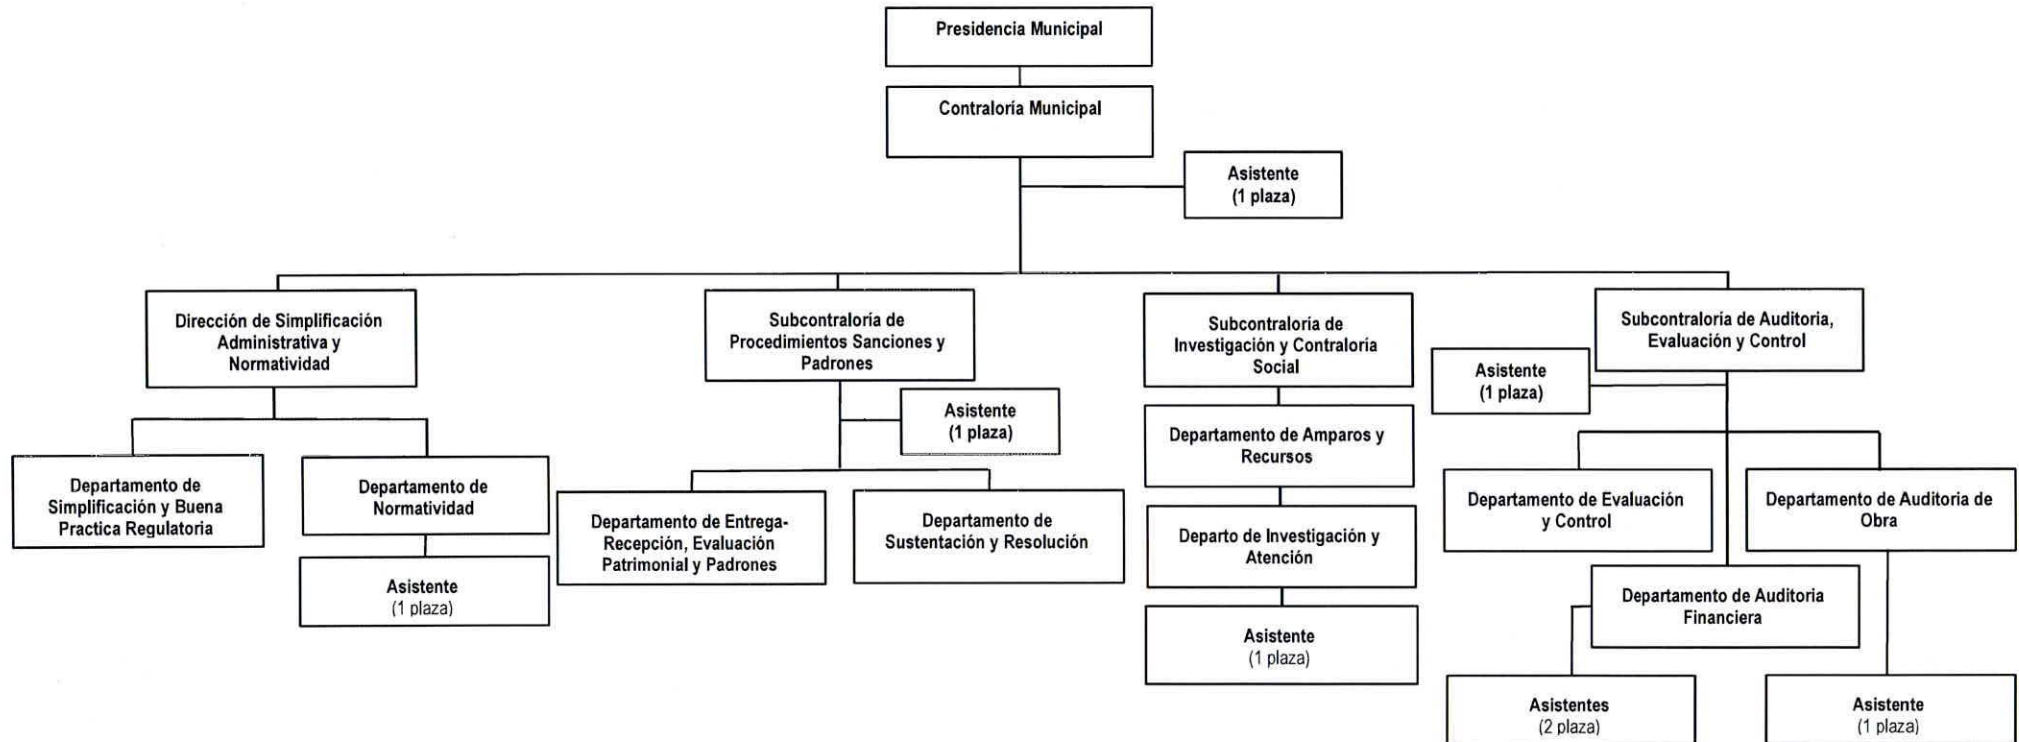 Presidencia Municipal
Contraloría Municipal
Asistente
(1 plaza)
Dirección de Simplificación
Administrativa y
Normatividad
Subcontraloría de
Procedimientos Sanciones y
Padrones
Subcontraloría de
Investigación y Contraloría
Social
Subcontraloría de Auditoria,
Evaluación y Control
Asistente
(1 plaza)
Asistente
(1 plaza)
Departamento de Amparos y
Recursos
Departamento de
Simplificación y Buena
Practica Regulatoria
Departamento de
Normatividad
Departamento de Entrega-
Recepción, Evaluación
Patrimonial y Padrones
Departamento de
Sustentación y Resolución
Departo de Investigación y
Atención
Departamento de Evaluación
y Control
Departamento de Auditoria de
Obra
Asistente
(1 plaza)
Departamento de Auditoria
Financiera
Asistente
(1 plaza)
Asistentes
(2 plaza)
Asistente
(1 plaza)